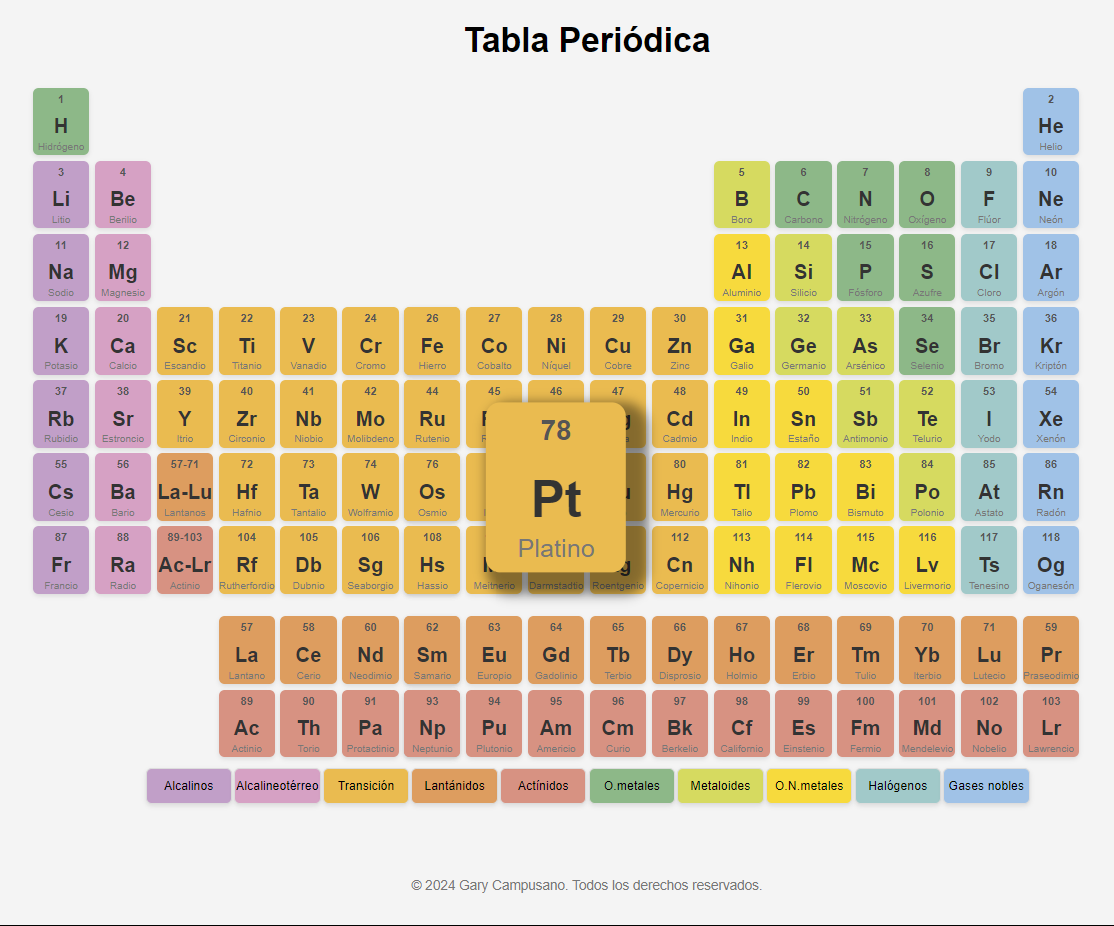 Tabla Periódica
1 2
H He
Hidrógeno Helio
3 4 5 6 7 8 9 10
Li Be B C N O F Ne
Litio Berilio Boro Carbono Nitrógeno Oxígeno Flúor Neón
11 12 13 14 15 16 17 18
Na Mg Al Si P S Cl Ar
Sodio Magnesio Aluminio Silicio Fósforo Azufre Cloro Argón
19 20 21 22 23 24 26 27 28 29 30 31 32 33 34 35 36
K Ca Sc Ti V Cr Fe Co Ni Cu Zn Ga Ge As Se Br Kr
Potasio Calcio Escandio Titanio Vanadio Cromo Hierro Cobalto Níquel Cobre Zinc Galio Germanio Arsénico Selenio Bromo Kriptón
37 38 39 40 41 42 44 45 46 47 48 49 50 51 52 53 54
Rb Sr Y Zr Nb Mo Ru Cd In Sn Sb Te I Xe
Rubidio Estroncio Itrio Circonio Niobio Molibdeno Rutenio Cadmio Indio Estaño Antimonio Telurio Yodo Xenón
78
Pt
Platino
55 56 57-71 72 73 74 76 80 81 82 83 84 85 86
Cs Ba La-Lu Hf Ta W Os Hg Tl Pb Bi Po At Rn
Cesio Bario Lantanos Hafnio Tantalio Wolframio Osmio Mercurio Talio Plomo Bismuto Polonio Astato Radón
87 88 89-103 104 105 106 108 112 113 114 115 116 117 118
Fr Ra Ac-Lr Rf Db Sg Hs Cn Nh Fl Mc Lv Ts Og
Francio Radio Actinio Rutherfordio Dubnio Seaborgio Hassio Meitnerio Darmstadtio Roentgenio Copernicio Nihonio Flerovio Moscovio Livermorio Tenesino Oganesón
57 58 60 62 63 64 65 66 67 68 69 70 71 59
La Ce Nd Sm Eu Gd Tb Dy Ho Er Tm Yb Lu Pr
Lantano Cerio Neodimio Samario Europio Gadolinio Terbio Disprosio Holmio Erbio Tulio Iterbio Lutecio Praseodimio
89 90 91 93 94 95 96 97 98 99 100 101 102 103
Ac Th Pa Np Pu Am Cm Bk Cf Es Fm Md No Lr
Actinio Torio Protactinio Neptunio Plutonio Americio Curio Berkelio Californio Einstenio Fermio Mendelevio Nobelio Lawrencio
Alcalinos Alcalineotérreo Transición Lantánidos Actínidos O.metales Metaloides O.N.metales Halógenos Gases nobles
© 2024 Gary Campusano. Todos los derechos reservados.